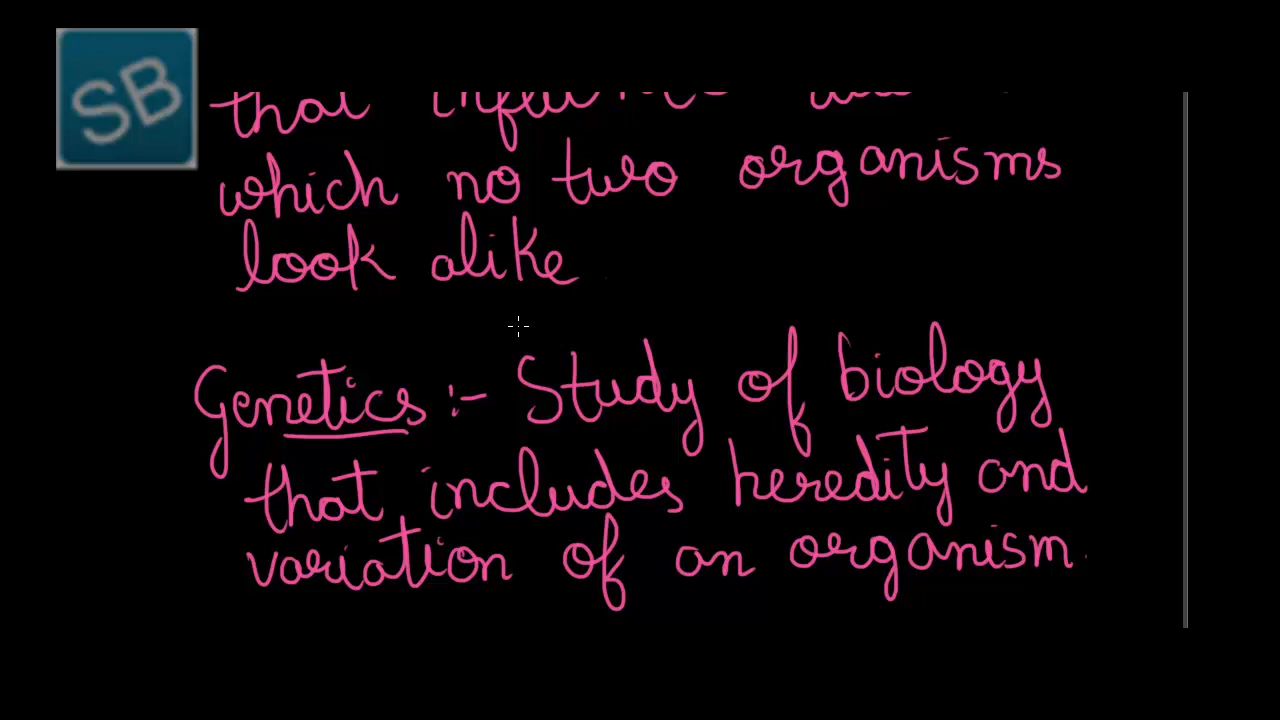 SB
that
which no two organisms
look alike
Genetics :- Study of biology
that includes heredity and
variation of an organism.